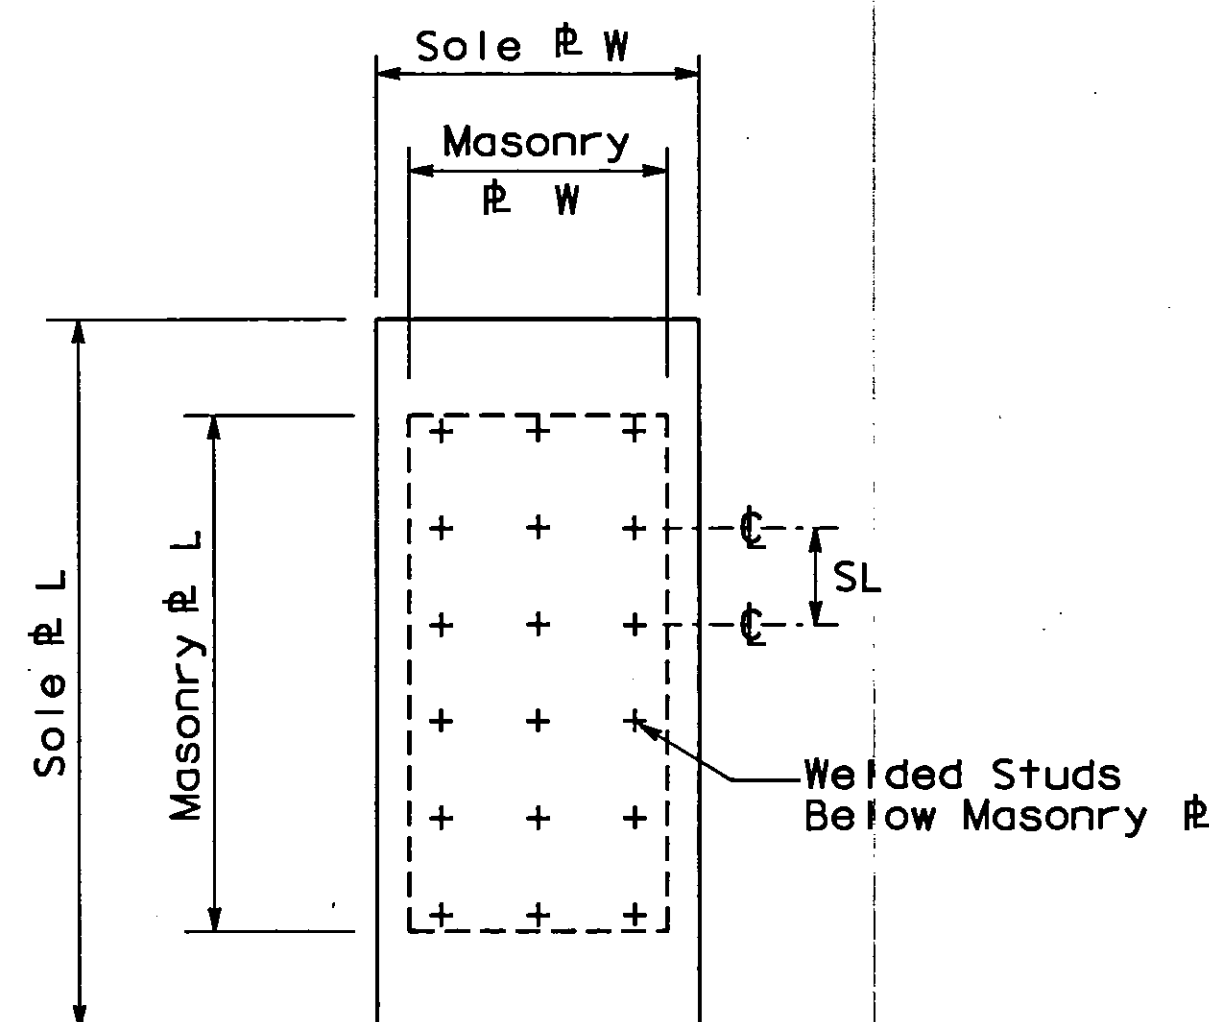 Sole ⅊ W
Masonry
⅊ W
Sole ⅊ L
Masonry ⅊ L
℄
SL
℄
Welded Studs
Below Masonry ⅊